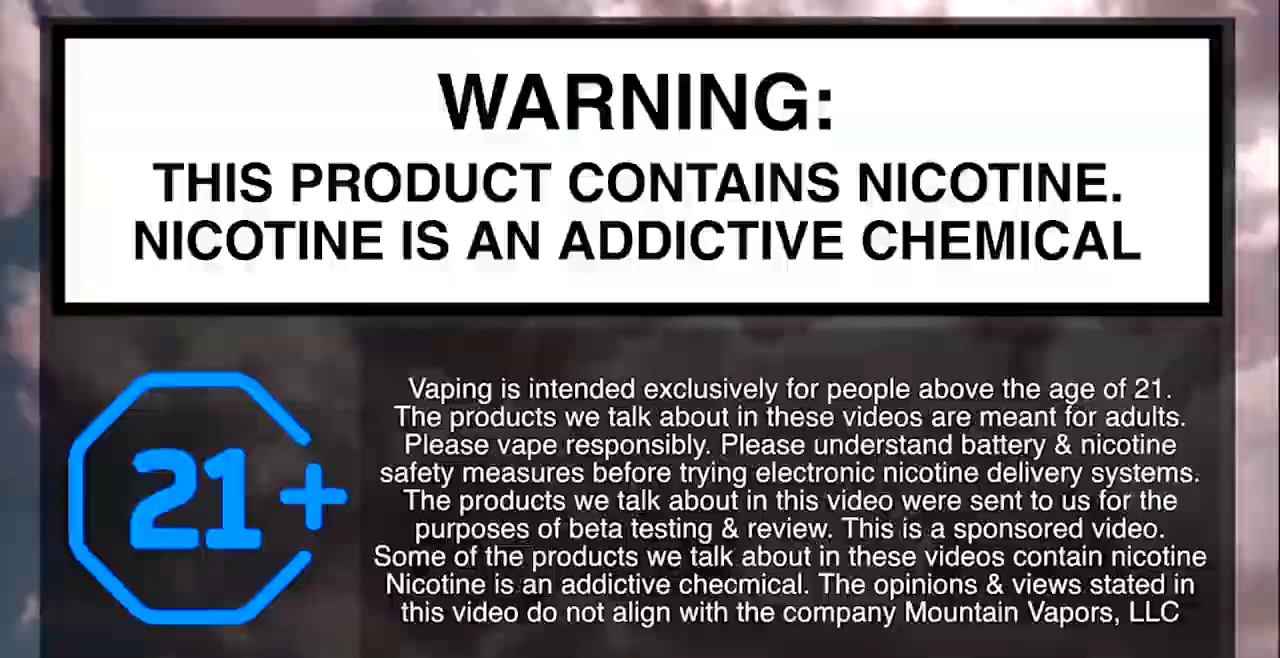 WARNING:
THIS PRODUCT CONTAINS NICOTINE.
NICOTINE IS AN ADDICTIVE CHEMICAL
21+
Vaping is intended exclusively for people above the age of 21.
The products we talk about in these videos are meant for adults.
Please vape responsibly. Please understand battery & nicotine
safety measures before trying electronic nicotine delivery systems.
The products we talk about in this video were sent to us for the
purposes of beta testing & review. This is a sponsored video.
Some of the products we talk about in these videos contain nicotine
Nicotine is an addictive checmical. The opinions & views stated in
this video do not align with the company Mountain Vapors, LLC